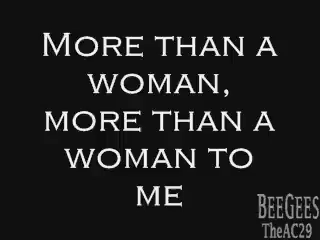 MORE THAN A
WOMAN,
MORE THAN A
WOMAN TO
ME
BEEGEES
TheAC29